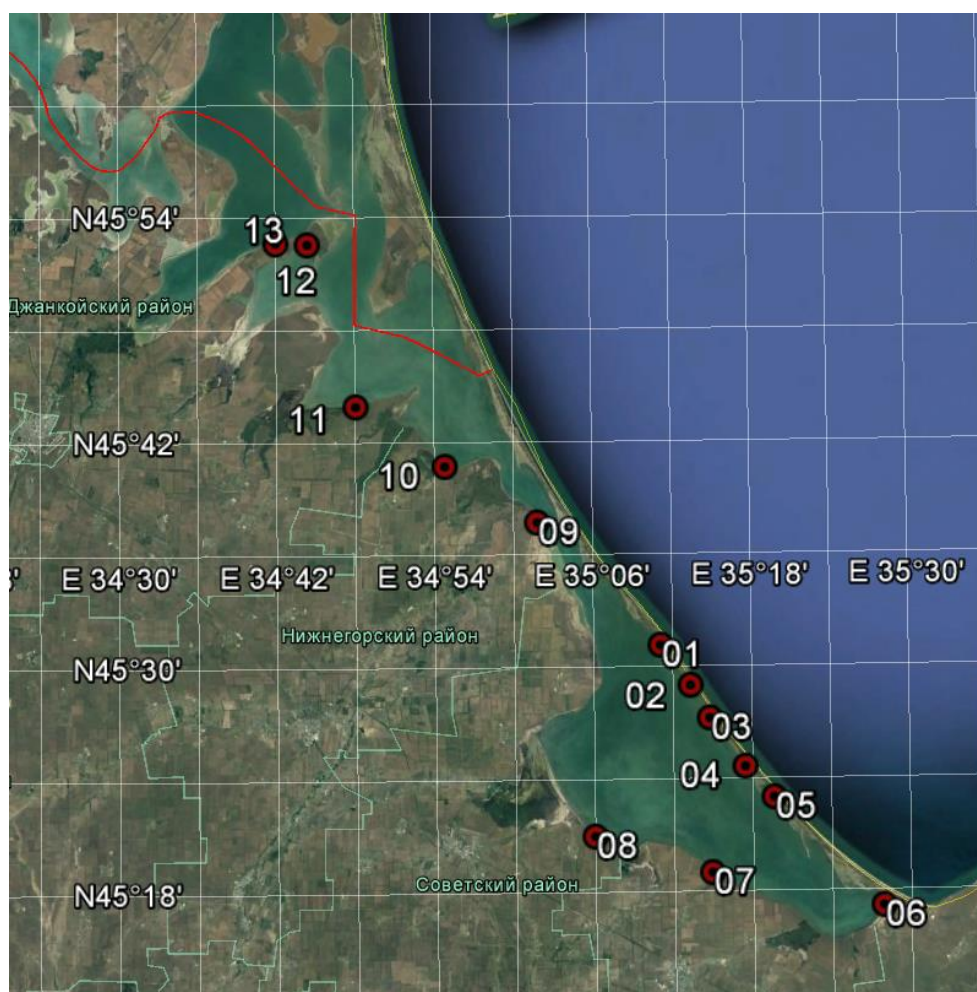 N45°54'
13
12
Джанкойский район
11
N45°42'
10
09
3'
E 34°30'
E 34°42'
E 34°54'
E 35°06'
E 35°18'
E 35°30'
Нижнегорский район
01
N45°30'
02
03
04
05
08
07
Советский район
N45°18'
06